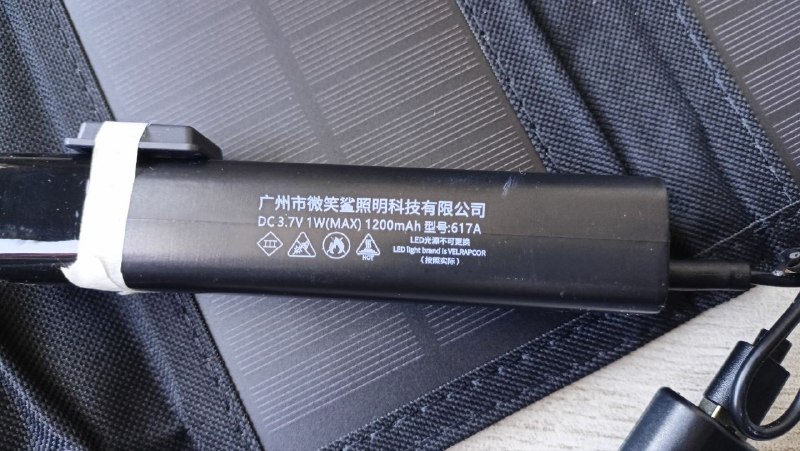 广州市微笑鲨照明科技有限公司
DC 3.7V 1W(MAX) 1200mAh 型号:617A
III
HOT
LED光源不可更换
LED light brand is VELRAPCOR
（按照实际）